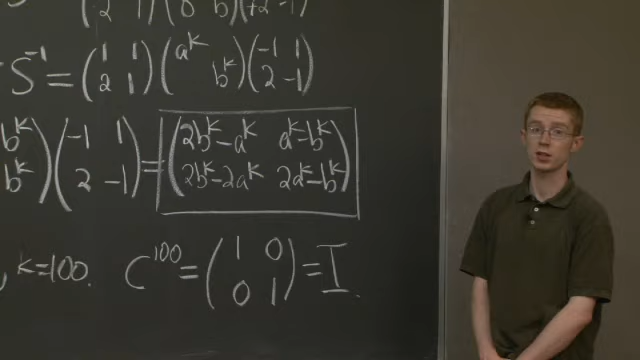 S⁻¹ = (1 1 2 1)(aᵏ bᵏ)(-1 1 2 -1)
bᵏ bᵏ)(-1 1 2 -1) = (2bᵏ-aᵏ aᵏ-bᵏ
2bᵏ-2aᵏ 2aᵏ-bᵏ)
, k=100. C¹⁰⁰ = (1 0 0 1) = I.